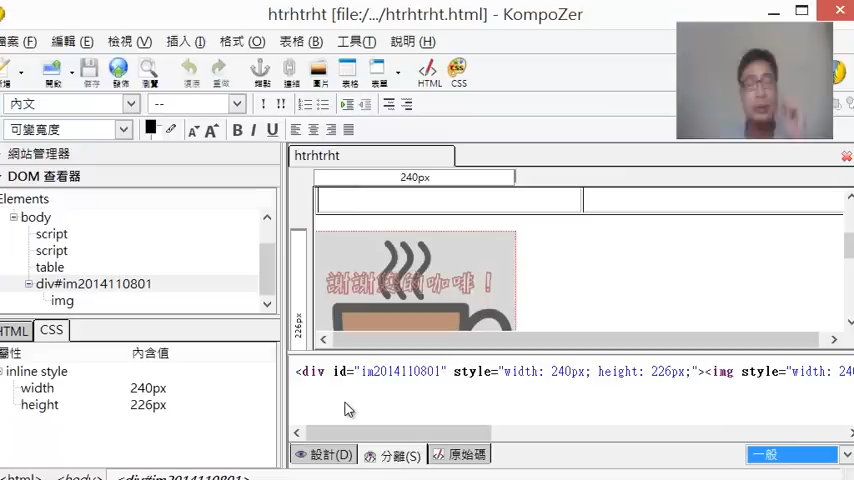 htrhtrht [file:/.../htrhtrht.html] - KompoZer
檔案 (F) 編輯 (E) 檢視 (V) 插入 (I) 格式 (O) 表格 (B) 工具(T) 說明 (H)
新增 開啟 儲存 發佈 瀏覽 復原 重做 錨點 連結 圖片 表格 表單 HTML CSS
內文 -- ! !!
可變寬度 A A B I U
網站管理器
DOM 查看器
Elements
body
script
script
table
div#im2014110801
img
HTML CSS
屬性 內含值
inline style
width 240px
height 226px
htrhtrht
240px
226px
謝謝您的咖啡！
<div id="im2014110801" style="width: 240px; height: 226px;"><img style="width: 240
設計(D) 分離(S) 原始碼 一般
<html> <body> <div#im2014110801>